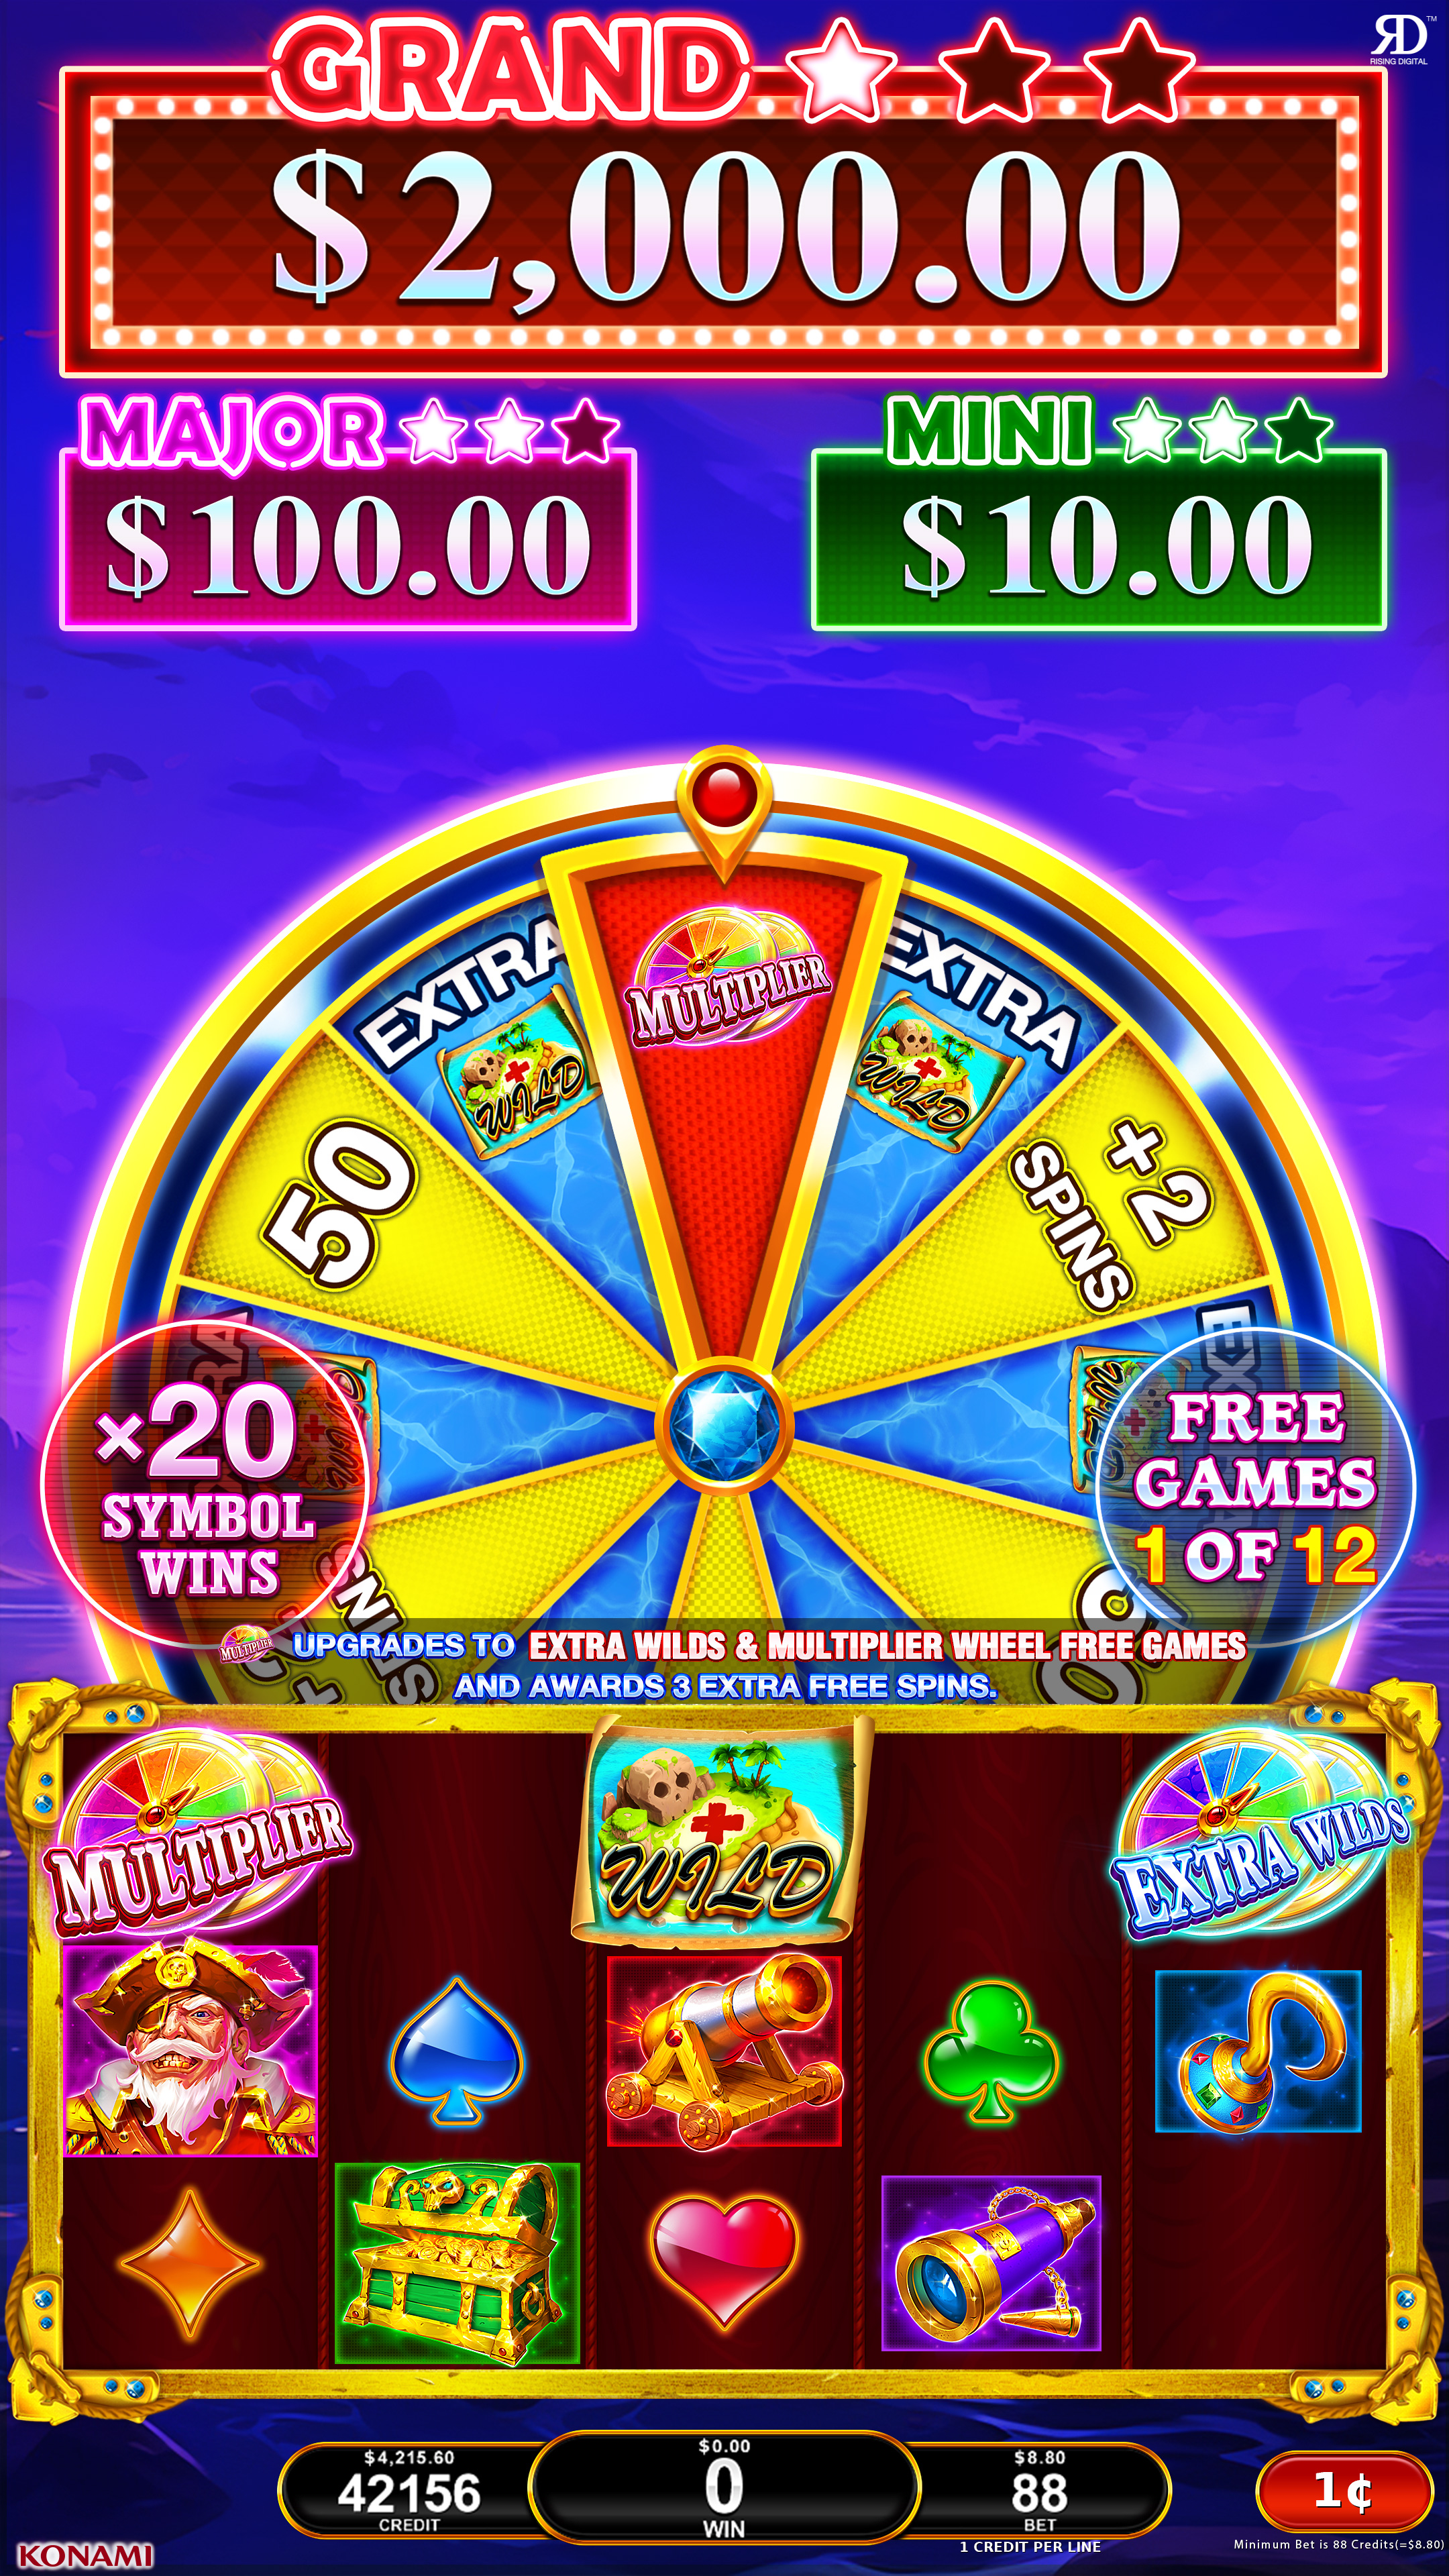 GRAND
RD™
RISING DIGITAL
$2,000.00
MAJOR
$100.00
MINI
$10.00
EXTRA
WILD
MULTIPLIER
EXTRA
WILD
50
+2
SPINS
×20
SYMBOL
WINS
FREE
GAMES
1 OF 12
MULTIPLIER UPGRADES TO EXTRA WILDS & MULTIPLIER WHEEL FREE GAMES
AND AWARDS 3 EXTRA FREE SPINS.
MULTIPLIER
WILD
EXTRA WILDS
$4,215.60
42156
CREDIT
$0.00
0
WIN
$8.80
88
BET
1 CREDIT PER LINE
1¢
Minimum Bet is 88 Credits(=$8.80)
KONAMI